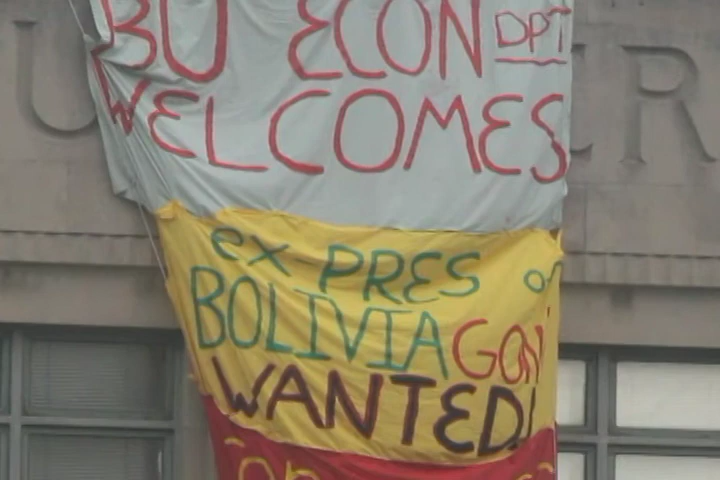 BU ECON DPT
WELCOMES
ex PRES
BOLIVIA GONI
WANTED!